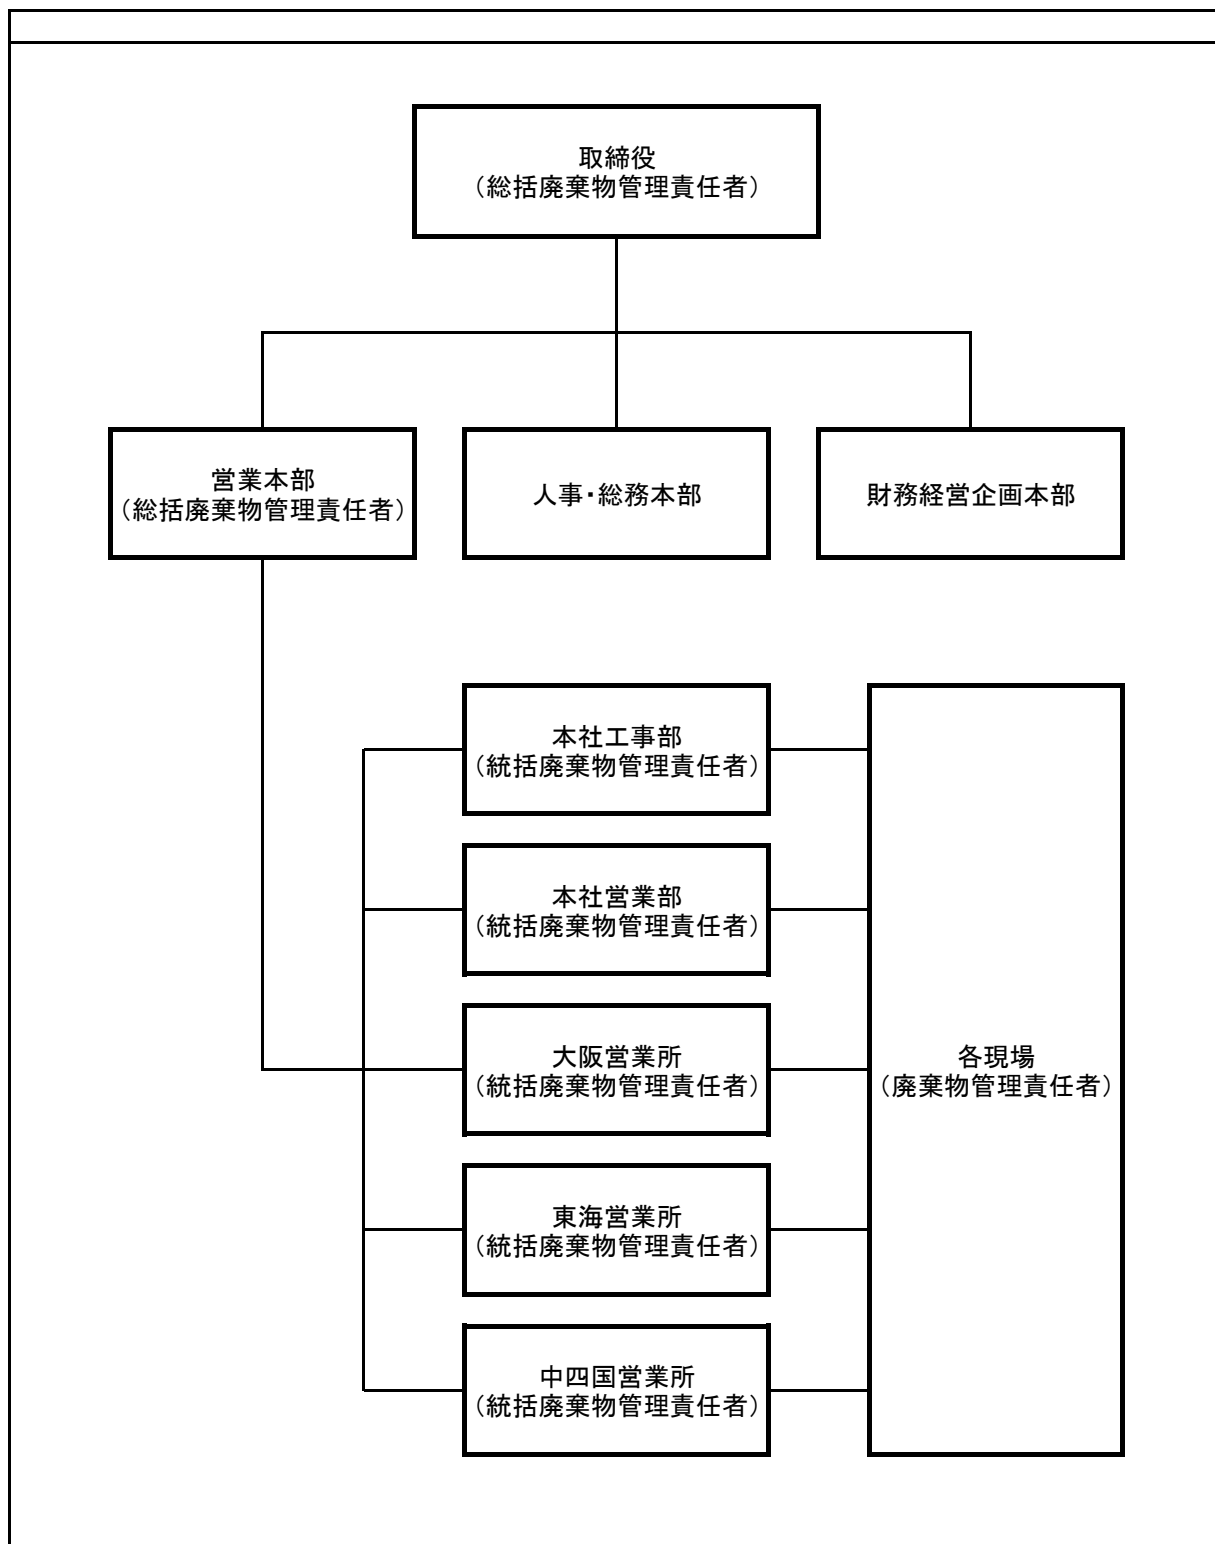 取締役
（総括廃棄物管理責任者）
営業本部
（総括廃棄物管理責任者）
人事・総務本部
財務経営企画本部
本社工事部
（統括廃棄物管理責任者）
本社営業部
（統括廃棄物管理責任者）
大阪営業所
（統括廃棄物管理責任者）
東海営業所
（統括廃棄物管理責任者）
中四国営業所
（統括廃棄物管理責任者）
各現場
（廃棄物管理責任者）